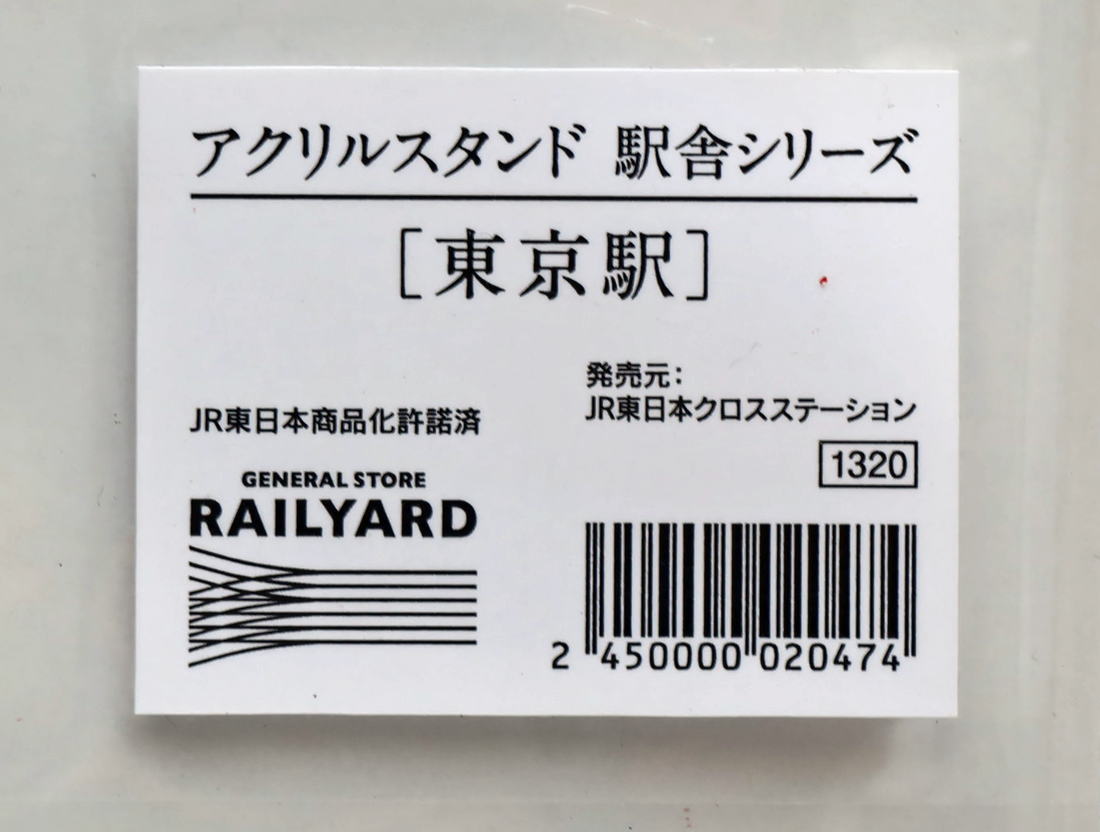 アクリルスタンド 駅舎シリーズ
［東京駅］
発売元：
JR東日本クロスステーション
JR東日本商品化許諾済
1320
GENERAL STORE
RAILYARD
2 450000 020474